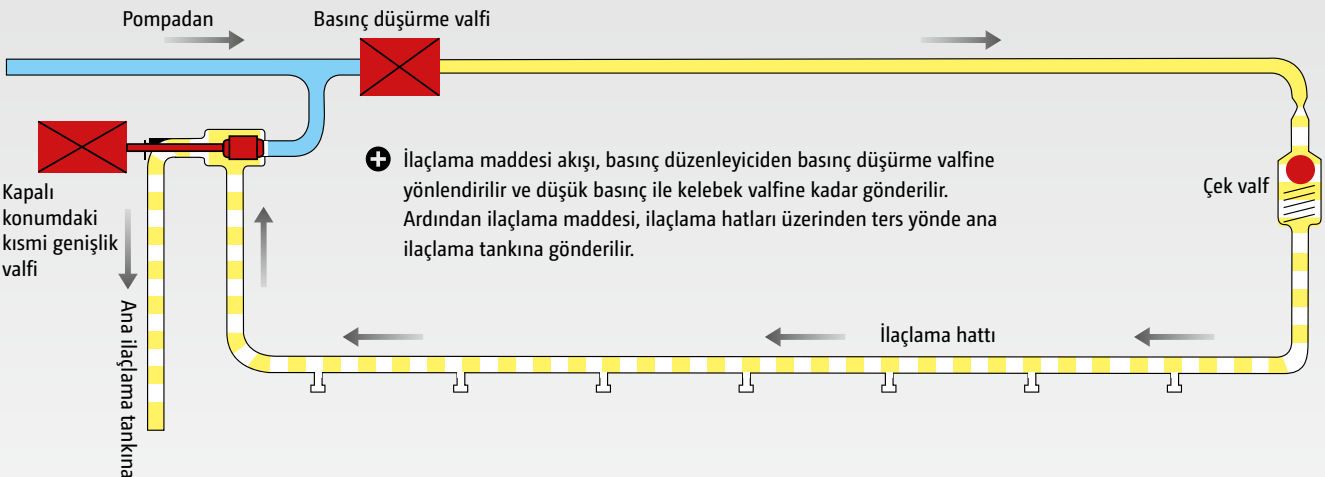 Pompadan
Basınç düşürme valfi
Kapalı
konumdaki
kısmi genişlik
valfi
Ana ilaçlama tankına
İlaçlama maddesi akışı, basınç düzenleyiciden basınç düşürme valfine
yönlendirilir ve düşük basınç ile kelebek valfine kadar gönderilir.
Ardından ilaçlama maddesi, ilaçlama hatları üzerinden ters yönde ana
ilaçlama tankına gönderilir.
Çek valf
İlaçlama hattı